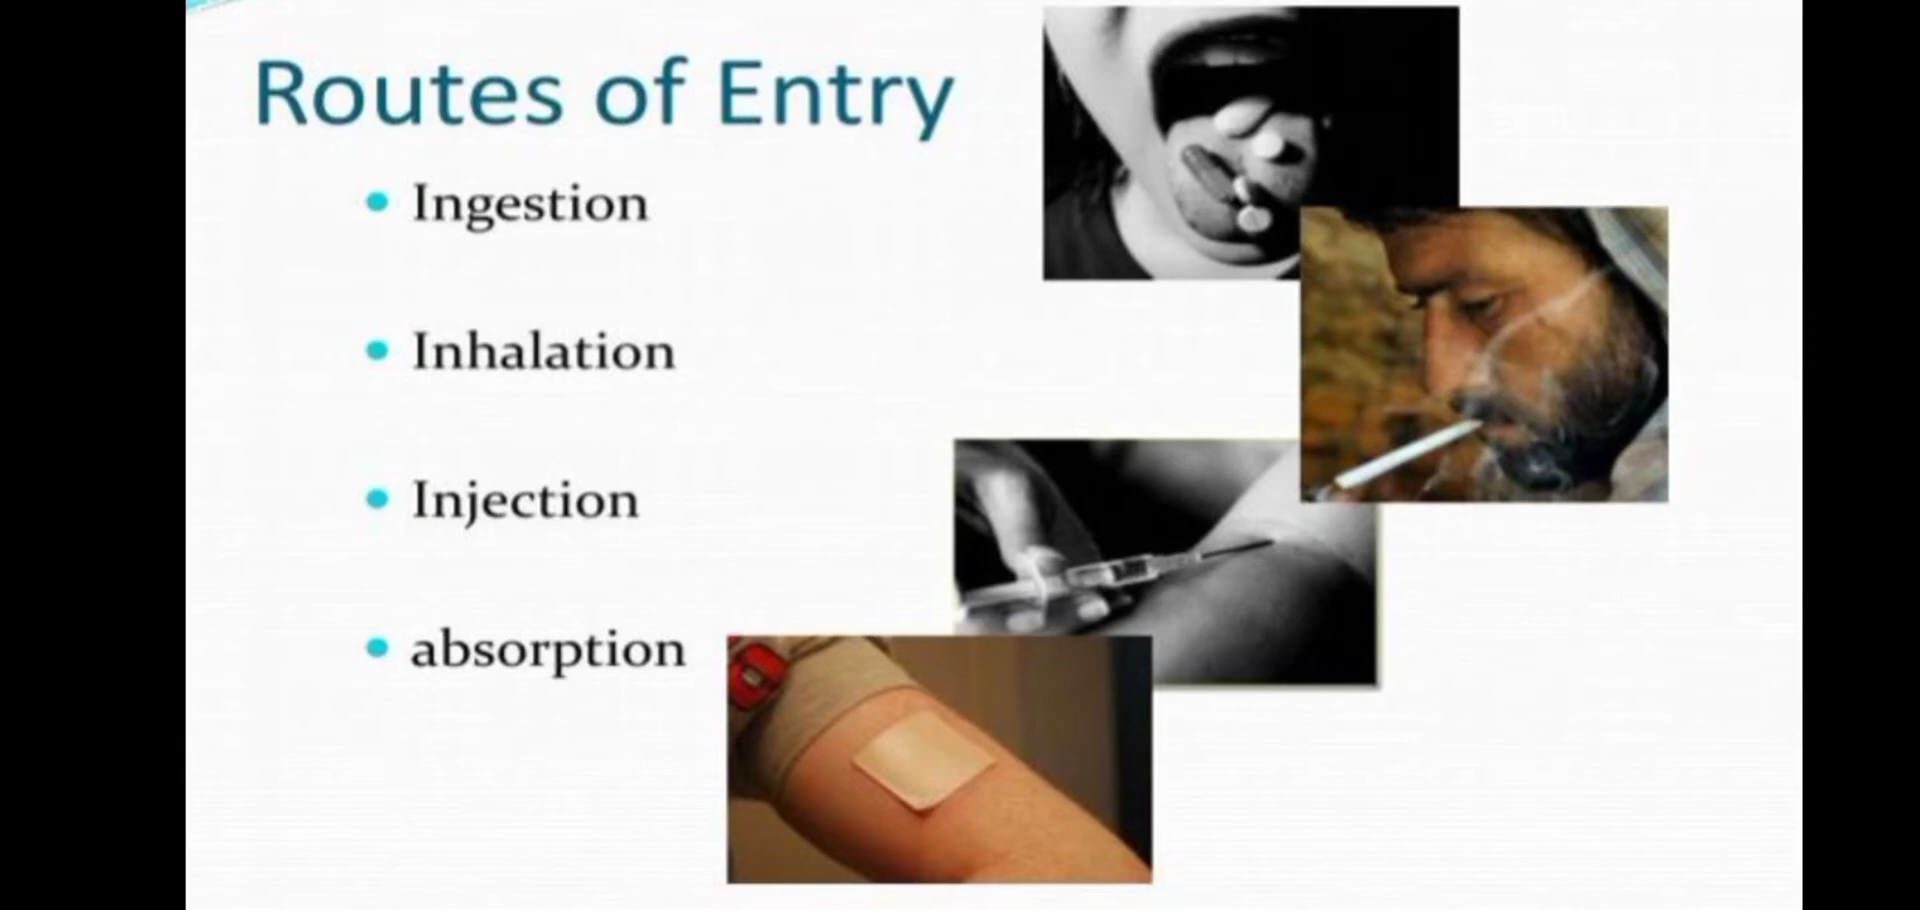 Routes of Entry
Ingestion
Inhalation
Injection
absorption